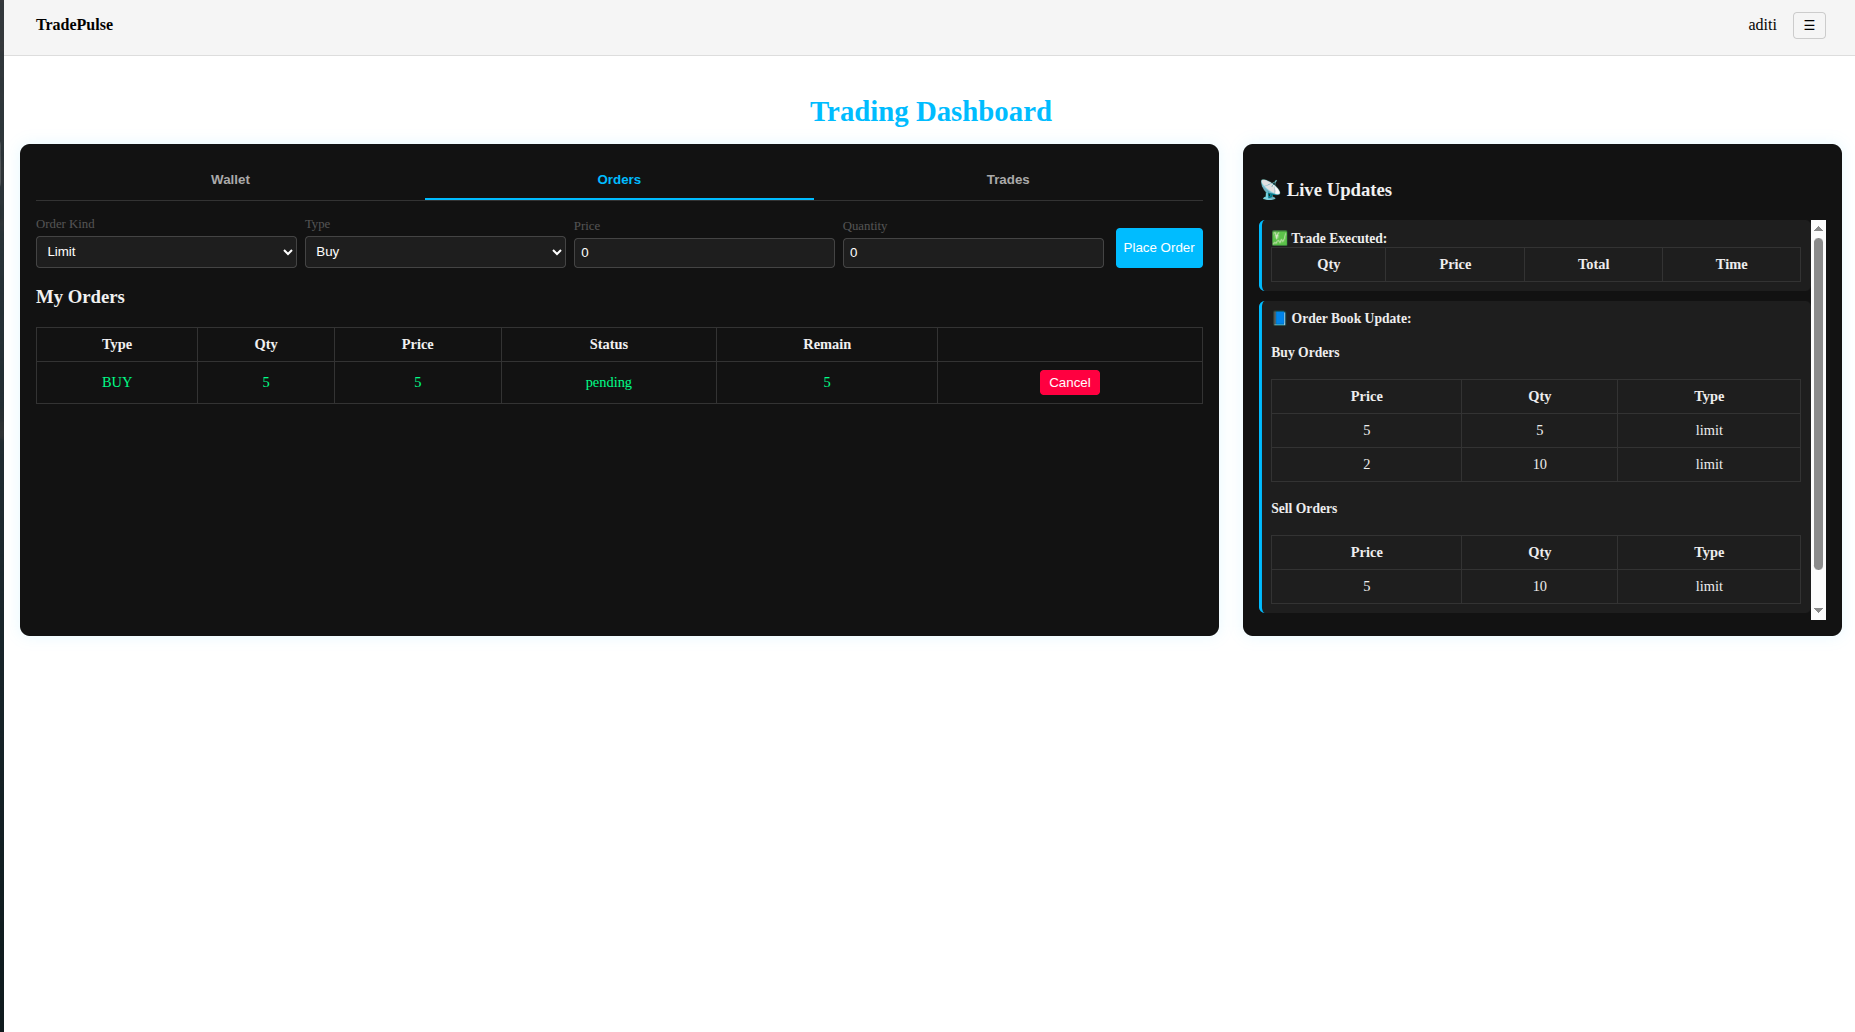 TradePulse
aditi ☰
Trading Dashboard
Wallet Orders Trades
Order Kind Type Price Quantity
Limit Buy 0 0 Place Order
My Orders
Type Qty Price Status Remain
BUY 5 5 pending 5 Cancel
📡 Live Updates
💹 Trade Executed:
Qty Price Total Time
📘 Order Book Update:
Buy Orders
Price Qty Type
5 5 limit
2 10 limit
Sell Orders
Price Qty Type
5 10 limit